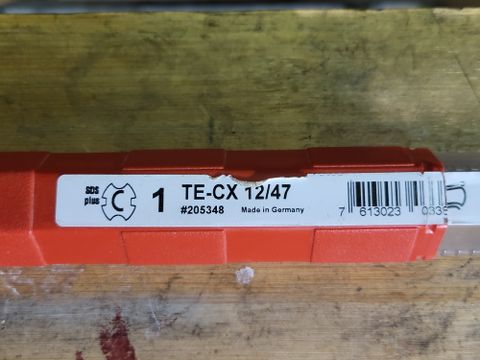 SDS
plus
C
1
TE-CX 12/47
#205348 Made in Germany
7 613023 033